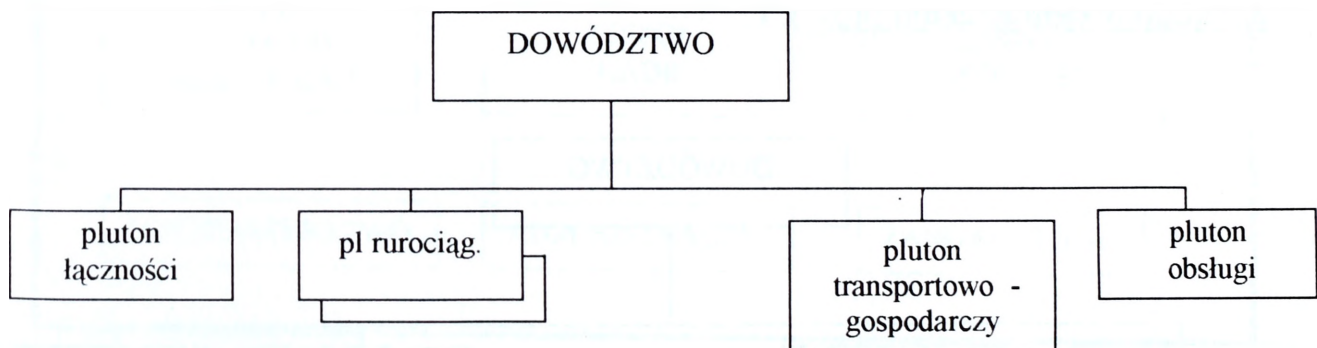 DOWÓDZTWO
pluton
łączności
pl rurociąg.
pluton
transportowo -
gospodarczy
pluton
obsługi